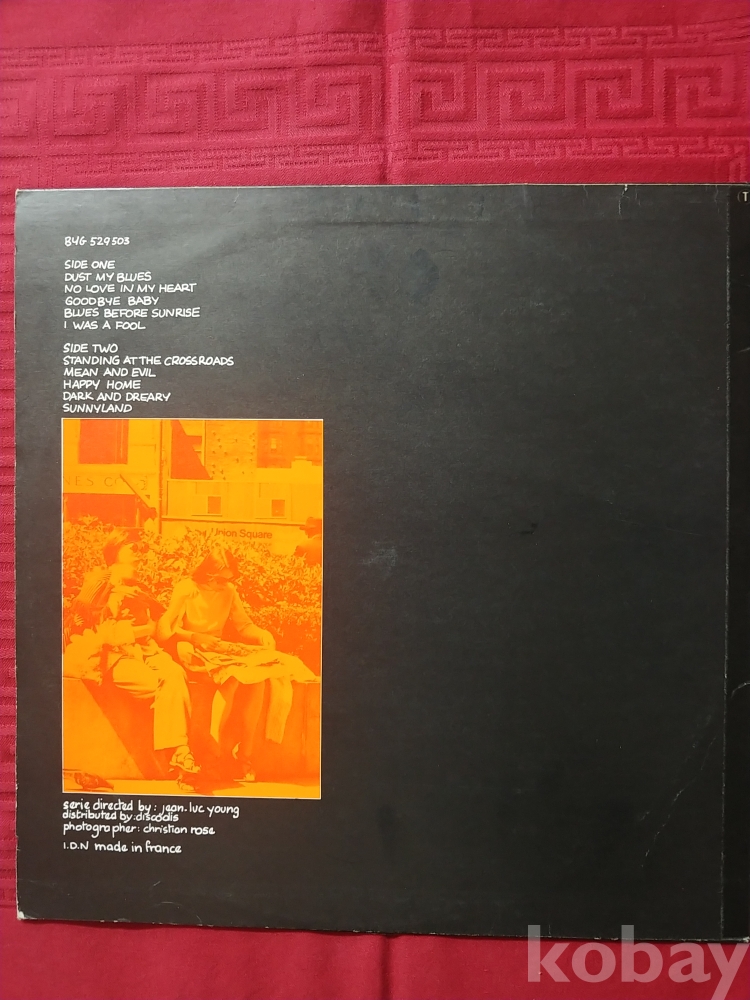 BYG 529503
SIDE ONE
DUST MY BLUES
NO LOVE IN MY HEART
GOODBYE BABY
BLUES BEFORE SUNRISE
I WAS A FOOL
SIDE TWO
STANDING AT THE CROSSROADS
MEAN AND EVIL
HAPPY HOME
DARK AND DREARY
SUNNYLAND
Union Square
serie directed by: jean-luc young
distributed by: discodis
photographer: christian rose
I.D.N made in france
kobay